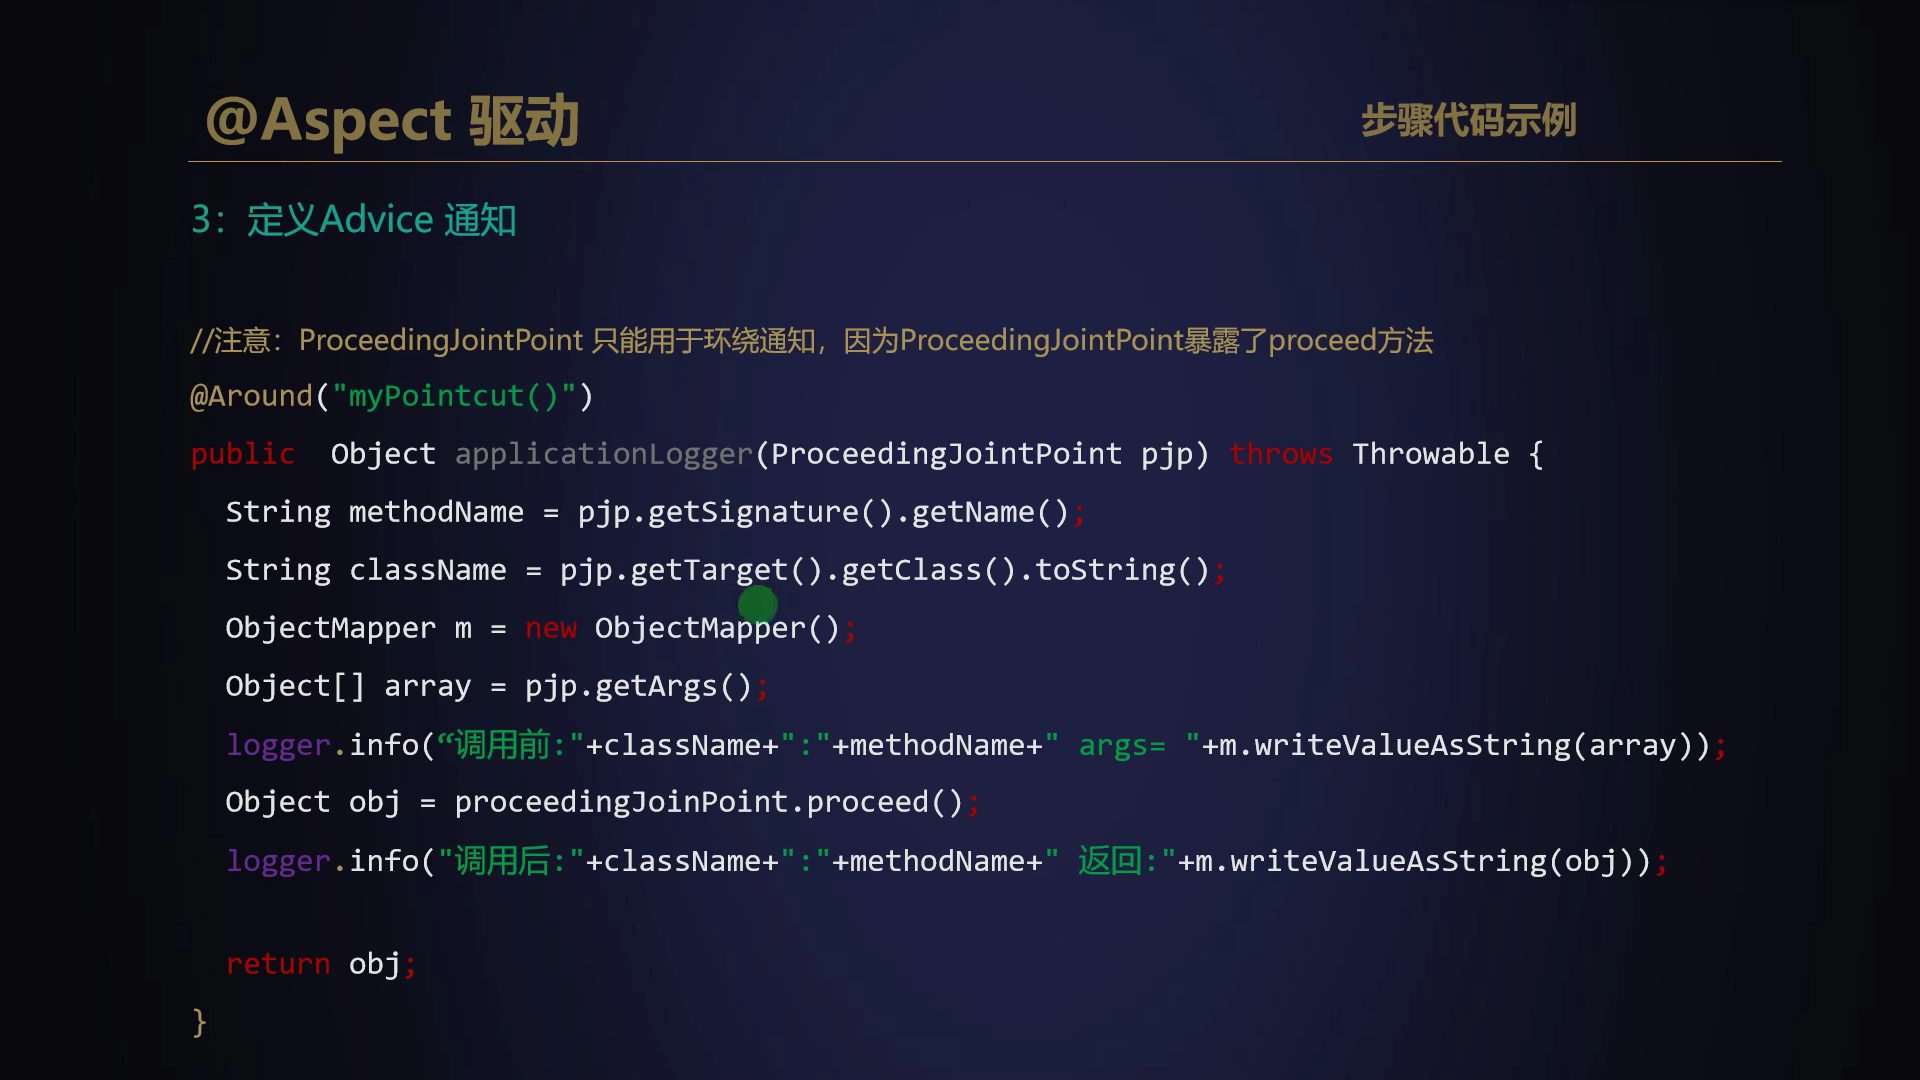 @Aspect 驱动
步骤代码示例
3：定义Advice 通知
//注意：ProceedingJointPoint 只能用于环绕通知，因为ProceedingJointPoint暴露了proceed方法
@Around("myPointcut()")
public  Object applicationLogger(ProceedingJointPoint pjp) throws Throwable {
String methodName = pjp.getSignature().getName();
String className = pjp.getTarget().getClass().toString();
ObjectMapper m = new ObjectMapper();
Object[] array = pjp.getArgs();
logger.info(“调用前:"+className+":"+methodName+" args= "+m.writeValueAsString(array));
Object obj = proceedingJoinPoint.proceed();
logger.info("调用后:"+className+":"+methodName+" 返回:"+m.writeValueAsString(obj));
return obj;
}